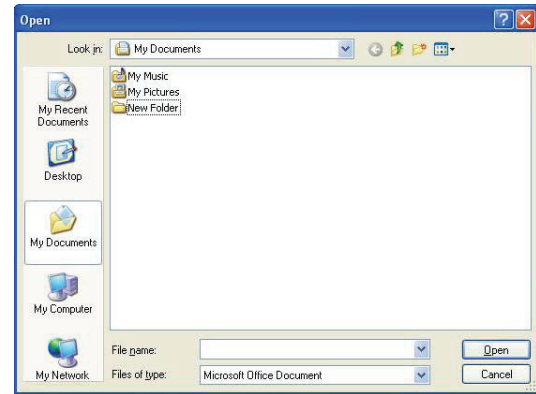 Open
Look in: My Documents
My Music
My Pictures
New Folder
My Recent
Documents
Desktop
My Documents
My Computer
My Network
File name:
Open
Files of type: Microsoft Office Document
Cancel